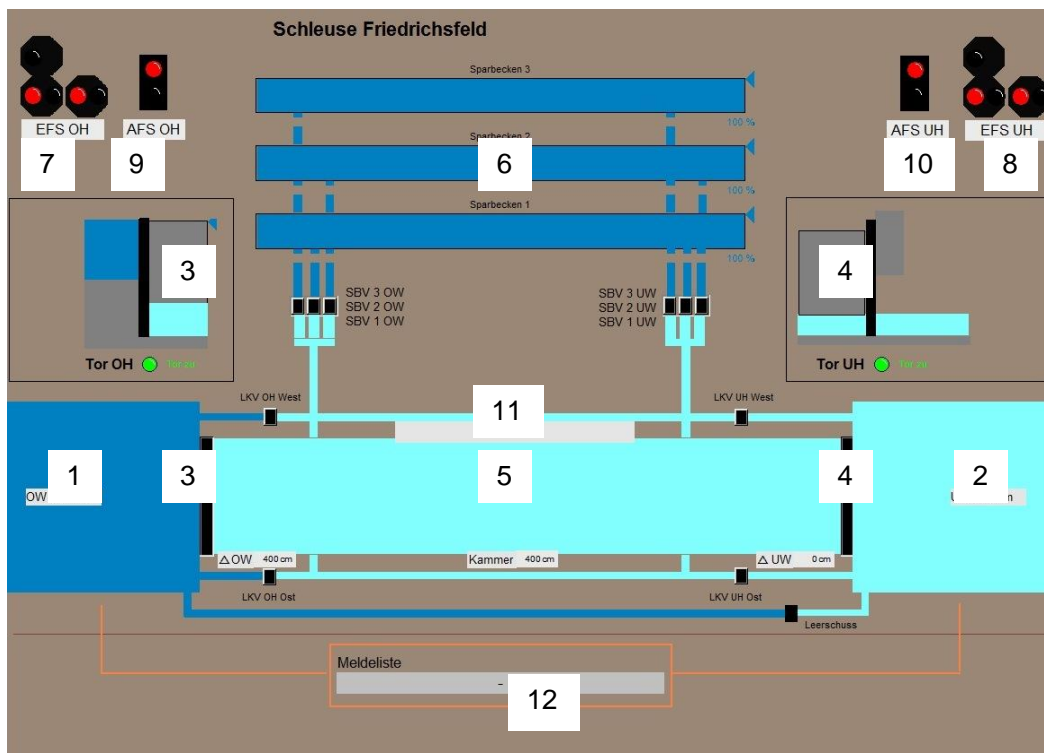 Schleuse Friedrichsfeld
Sparbecken 3
100 %
EFS OH
AFS OH
AFS UH
EFS UH
7
9
10
8
Sparbecken 2
6
100 %
Sparbecken 1
100 %
3
4
SBV 3 OW
SBV 2 OW
SBV 1 OW
SBV 3 UW
SBV 2 UW
SBV 1 UW
Tor OH
Tor zu
Tor UH
Tor zu
LKV OH West
LKV UH West
11
1
3
5
4
2
OW
△ OW 400 cm
Kammer 400 cm
△ UW 0 cm
LKV OH Ost
LKV UH Ost
Leerschuss
Meldeliste
-
12